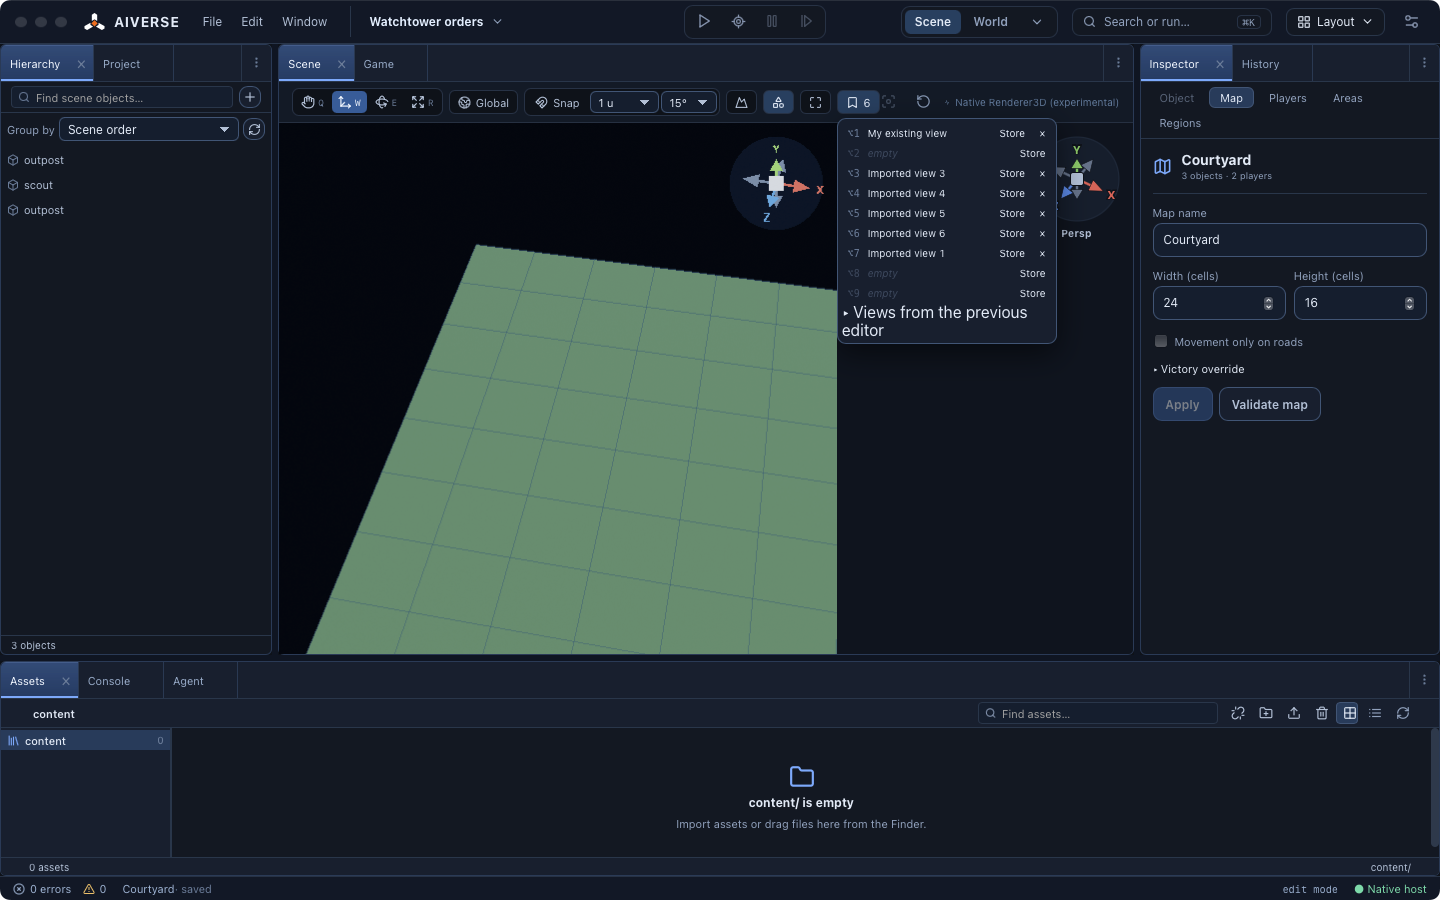 AIVERSE File Edit Window Watchtower orders Scene World Search or run... ⌘K Layout
Hierarchy × Project
Find scene objects...
Group by Scene order
outpost
scout
outpost
3 objects
Scene × Game
Q W E R Global Snap 1 u 15° 6 Native Renderer3D (experimental)
Y X Z
Y X
Persp
⌥1 My existing view Store ×
⌥2 empty Store
⌥3 Imported view 3 Store ×
⌥4 Imported view 4 Store ×
⌥5 Imported view 5 Store ×
⌥6 Imported view 6 Store ×
⌥7 Imported view 1 Store ×
⌥8 empty Store
⌥9 empty Store
▸ Views from the previous
editor
Inspector × History
Object Map Players Areas
Regions
Courtyard
3 objects · 2 players
Map name
Courtyard
Width (cells) Height (cells)
24 16
Movement only on roads
▸ Victory override
Apply Validate map
Assets × Console Agent
content Find assets...
content 0
content/ is empty
Import assets or drag files here from the Finder.
0 assets content/
0 errors 0 Courtyard · saved edit mode Native host